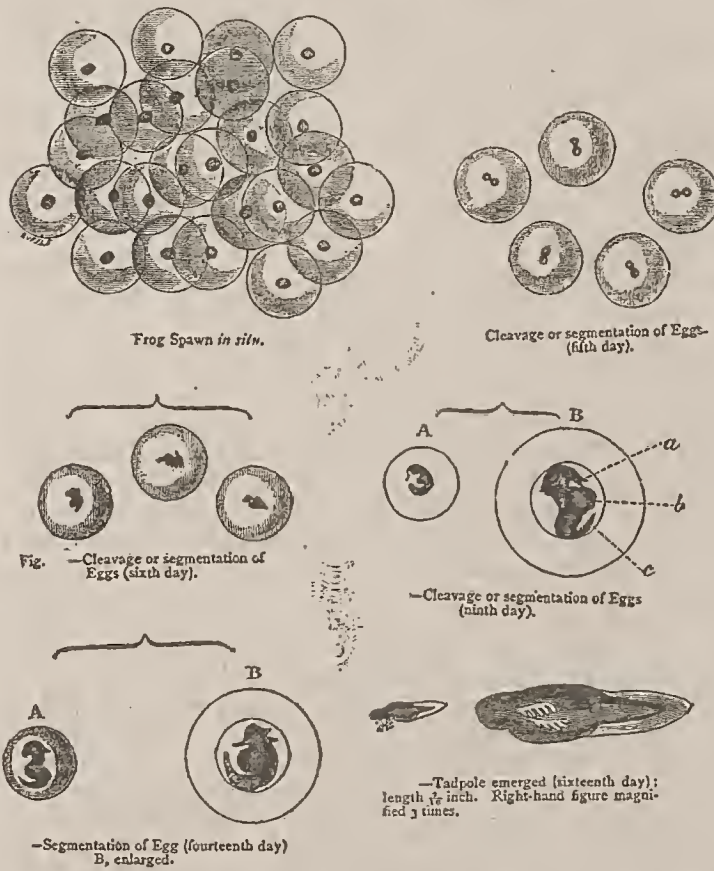 Frog Spawn in situ.
Cleavage or segmentation of Eggs
(fifth day).
Fig. —Cleavage or segmentation of
Eggs (sixth day).
A
B
a
b
c
—Cleavage or segmentation of Eggs
(ninth day).
A
B
—Segmentation of Egg (fourteenth day)
B, enlarged.
—Tadpole emerged (sixteenth day);
length inch. Right-hand figure magni-
fied 3 times.